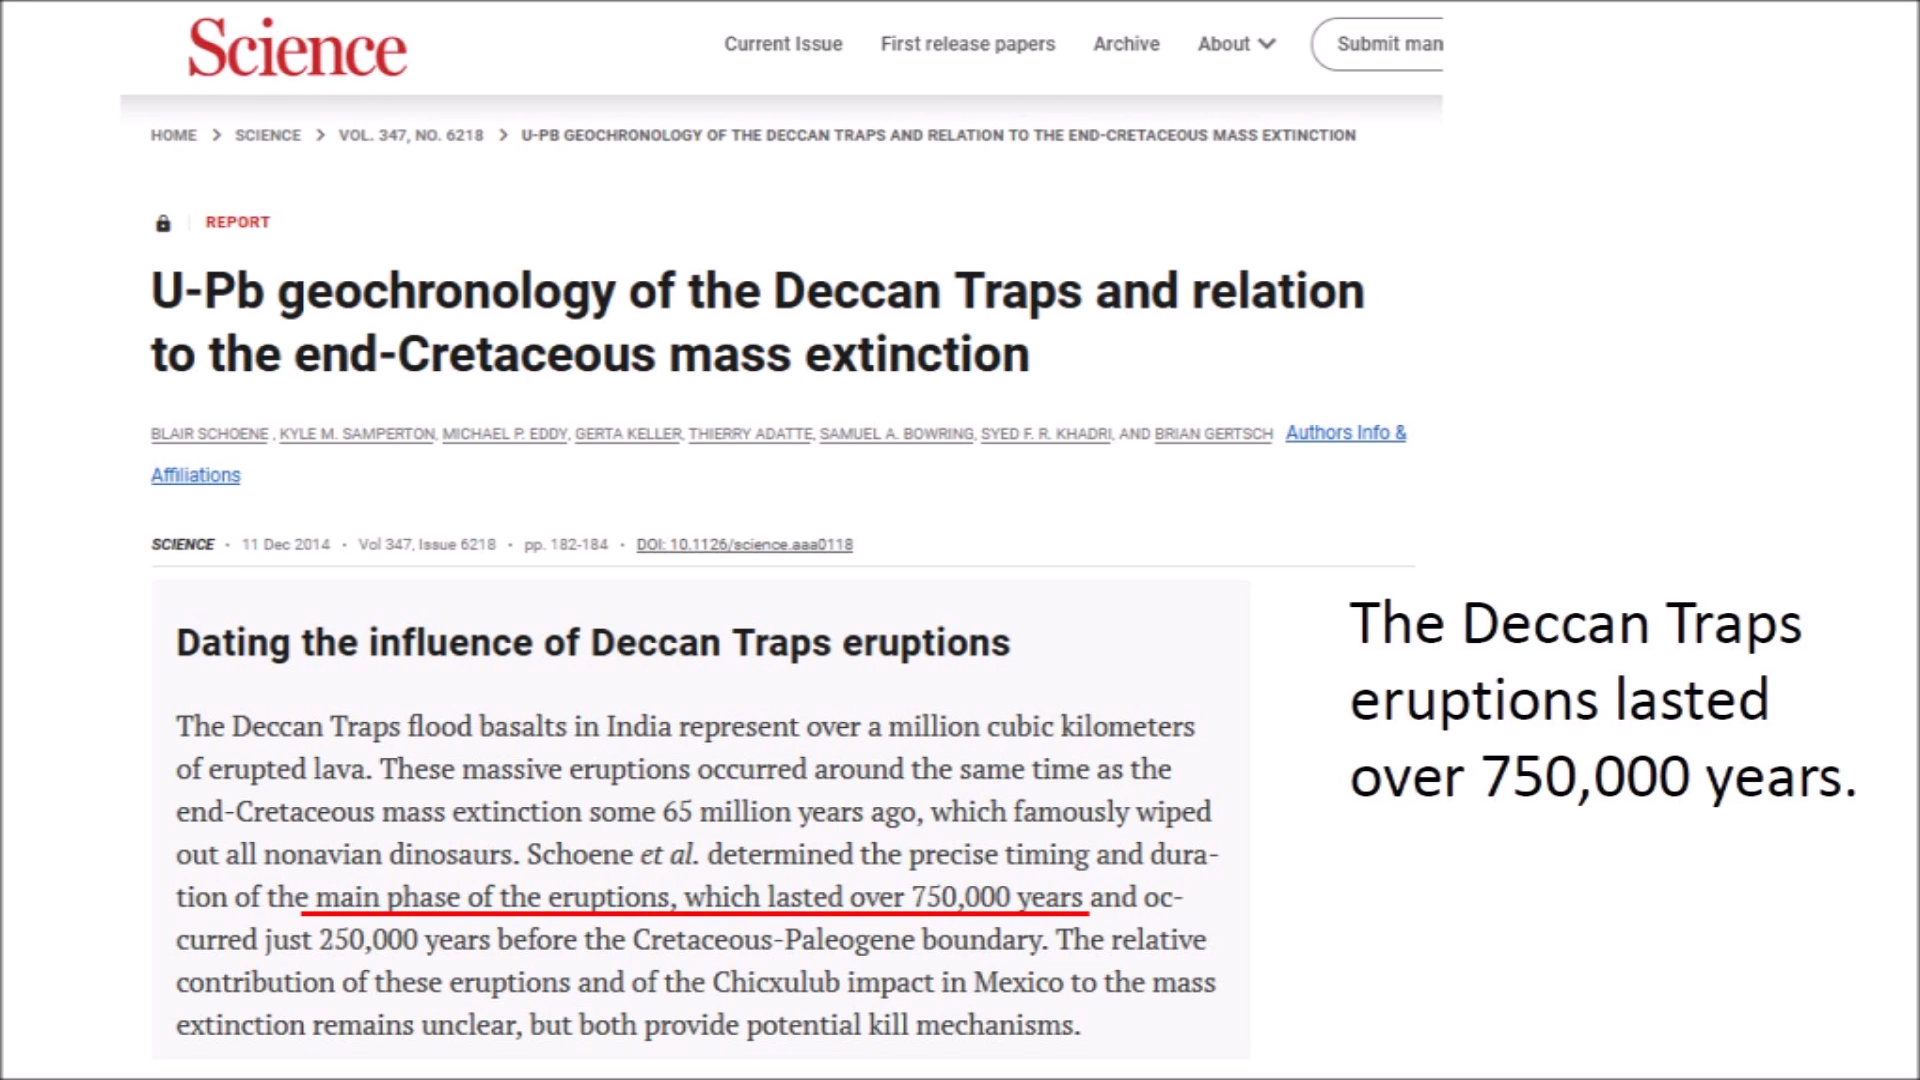 Science
Current Issue First release papers Archive About Submit man
HOME > SCIENCE > VOL. 347, NO. 6218 > U-PB GEOCHRONOLOGY OF THE DECCAN TRAPS AND RELATION TO THE END-CRETACEOUS MASS EXTINCTION
REPORT
U-Pb geochronology of the Deccan Traps and relation
to the end-Cretaceous mass extinction
BLAIR SCHOENE , KYLE M. SAMPERTON, MICHAEL P. EDDY, GERTA KELLER, THIERRY ADATTE, SAMUEL A. BOWRING, SYED F. R. KHADRI, AND BRIAN GERTSCH Authors Info &
Affiliations
SCIENCE • 11 Dec 2014 • Vol 347, Issue 6218 • pp. 182-184 • DOI: 10.1126/science.aaa0118
Dating the influence of Deccan Traps eruptions
The Deccan Traps flood basalts in India represent over a million cubic kilometers
of erupted lava. These massive eruptions occurred around the same time as the
end-Cretaceous mass extinction some 65 million years ago, which famously wiped
out all nonavian dinosaurs. Schoene et al. determined the precise timing and dura-
tion of the main phase of the eruptions, which lasted over 750,000 years and oc-
curred just 250,000 years before the Cretaceous-Paleogene boundary. The relative
contribution of these eruptions and of the Chicxulub impact in Mexico to the mass
extinction remains unclear, but both provide potential kill mechanisms.
The Deccan Traps
eruptions lasted
over 750,000 years.